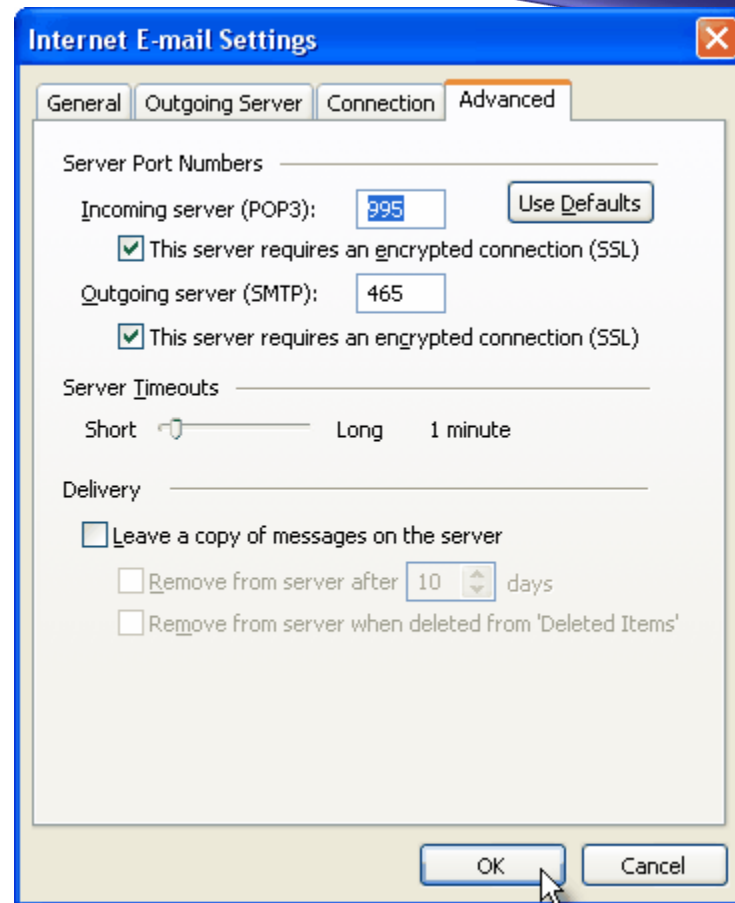 Internet E-mail Settings
General Outgoing Server Connection Advanced
Server Port Numbers
Incoming server (POP3): 995 Use Defaults
This server requires an encrypted connection (SSL)
Outgoing server (SMTP): 465
This server requires an encrypted connection (SSL)
Server Timeouts
Short Long 1 minute
Delivery
Leave a copy of messages on the server
Remove from server after 10 days
Remove from server when deleted from 'Deleted Items'
OK Cancel